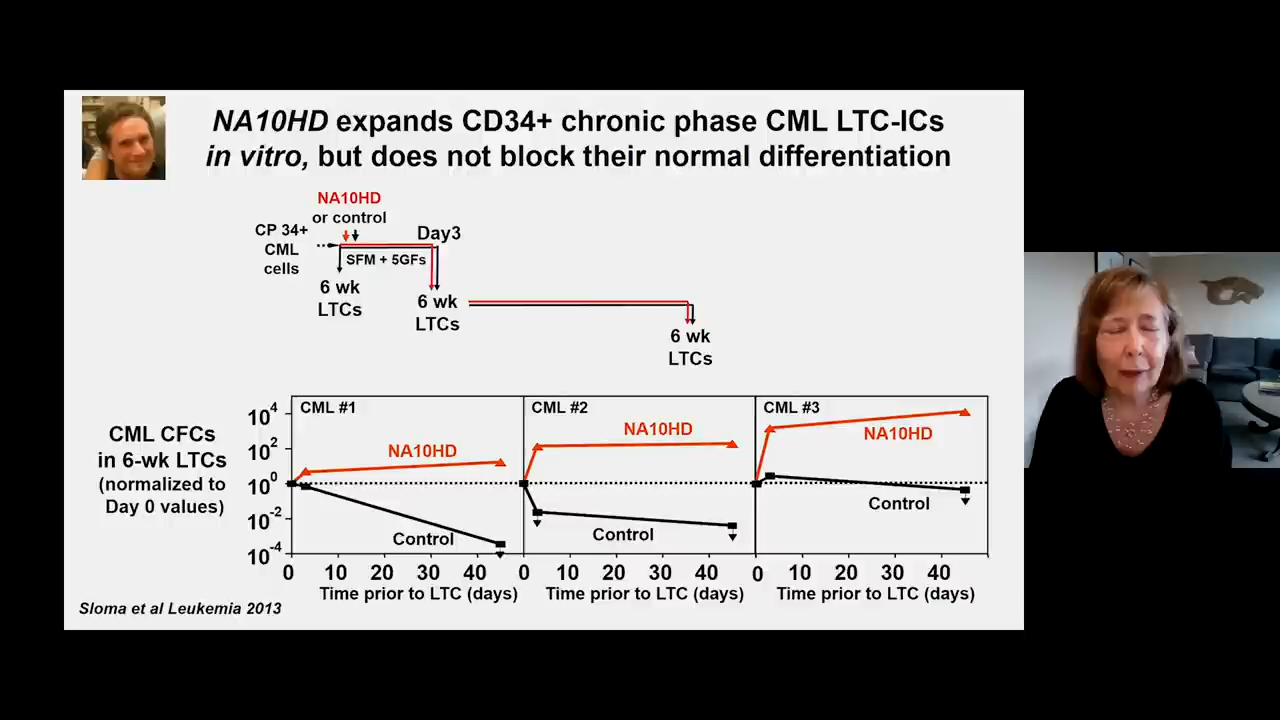 NA10HD expands CD34+ chronic phase CML LTC-ICs
in vitro, but does not block their normal differentiation
NA10HD
or control
CP 34+
CML
cells
Day3
SFM + 5GFs
6 wk
LTCs
6 wk
LTCs
6 wk
LTCs
CML CFCs
in 6-wk LTCs
(normalized to
Day 0 values)
10^4
10^2
10^0
10^-2
10^-4
CML #1
NA10HD
Control
CML #2
NA10HD
Control
CML #3
NA10HD
Control
0 10 20 30 40 0 10 20 30 40 0 10 20 30 40
Time prior to LTC (days) Time prior to LTC (days) Time prior to LTC (days)
Sloma et al Leukemia 2013